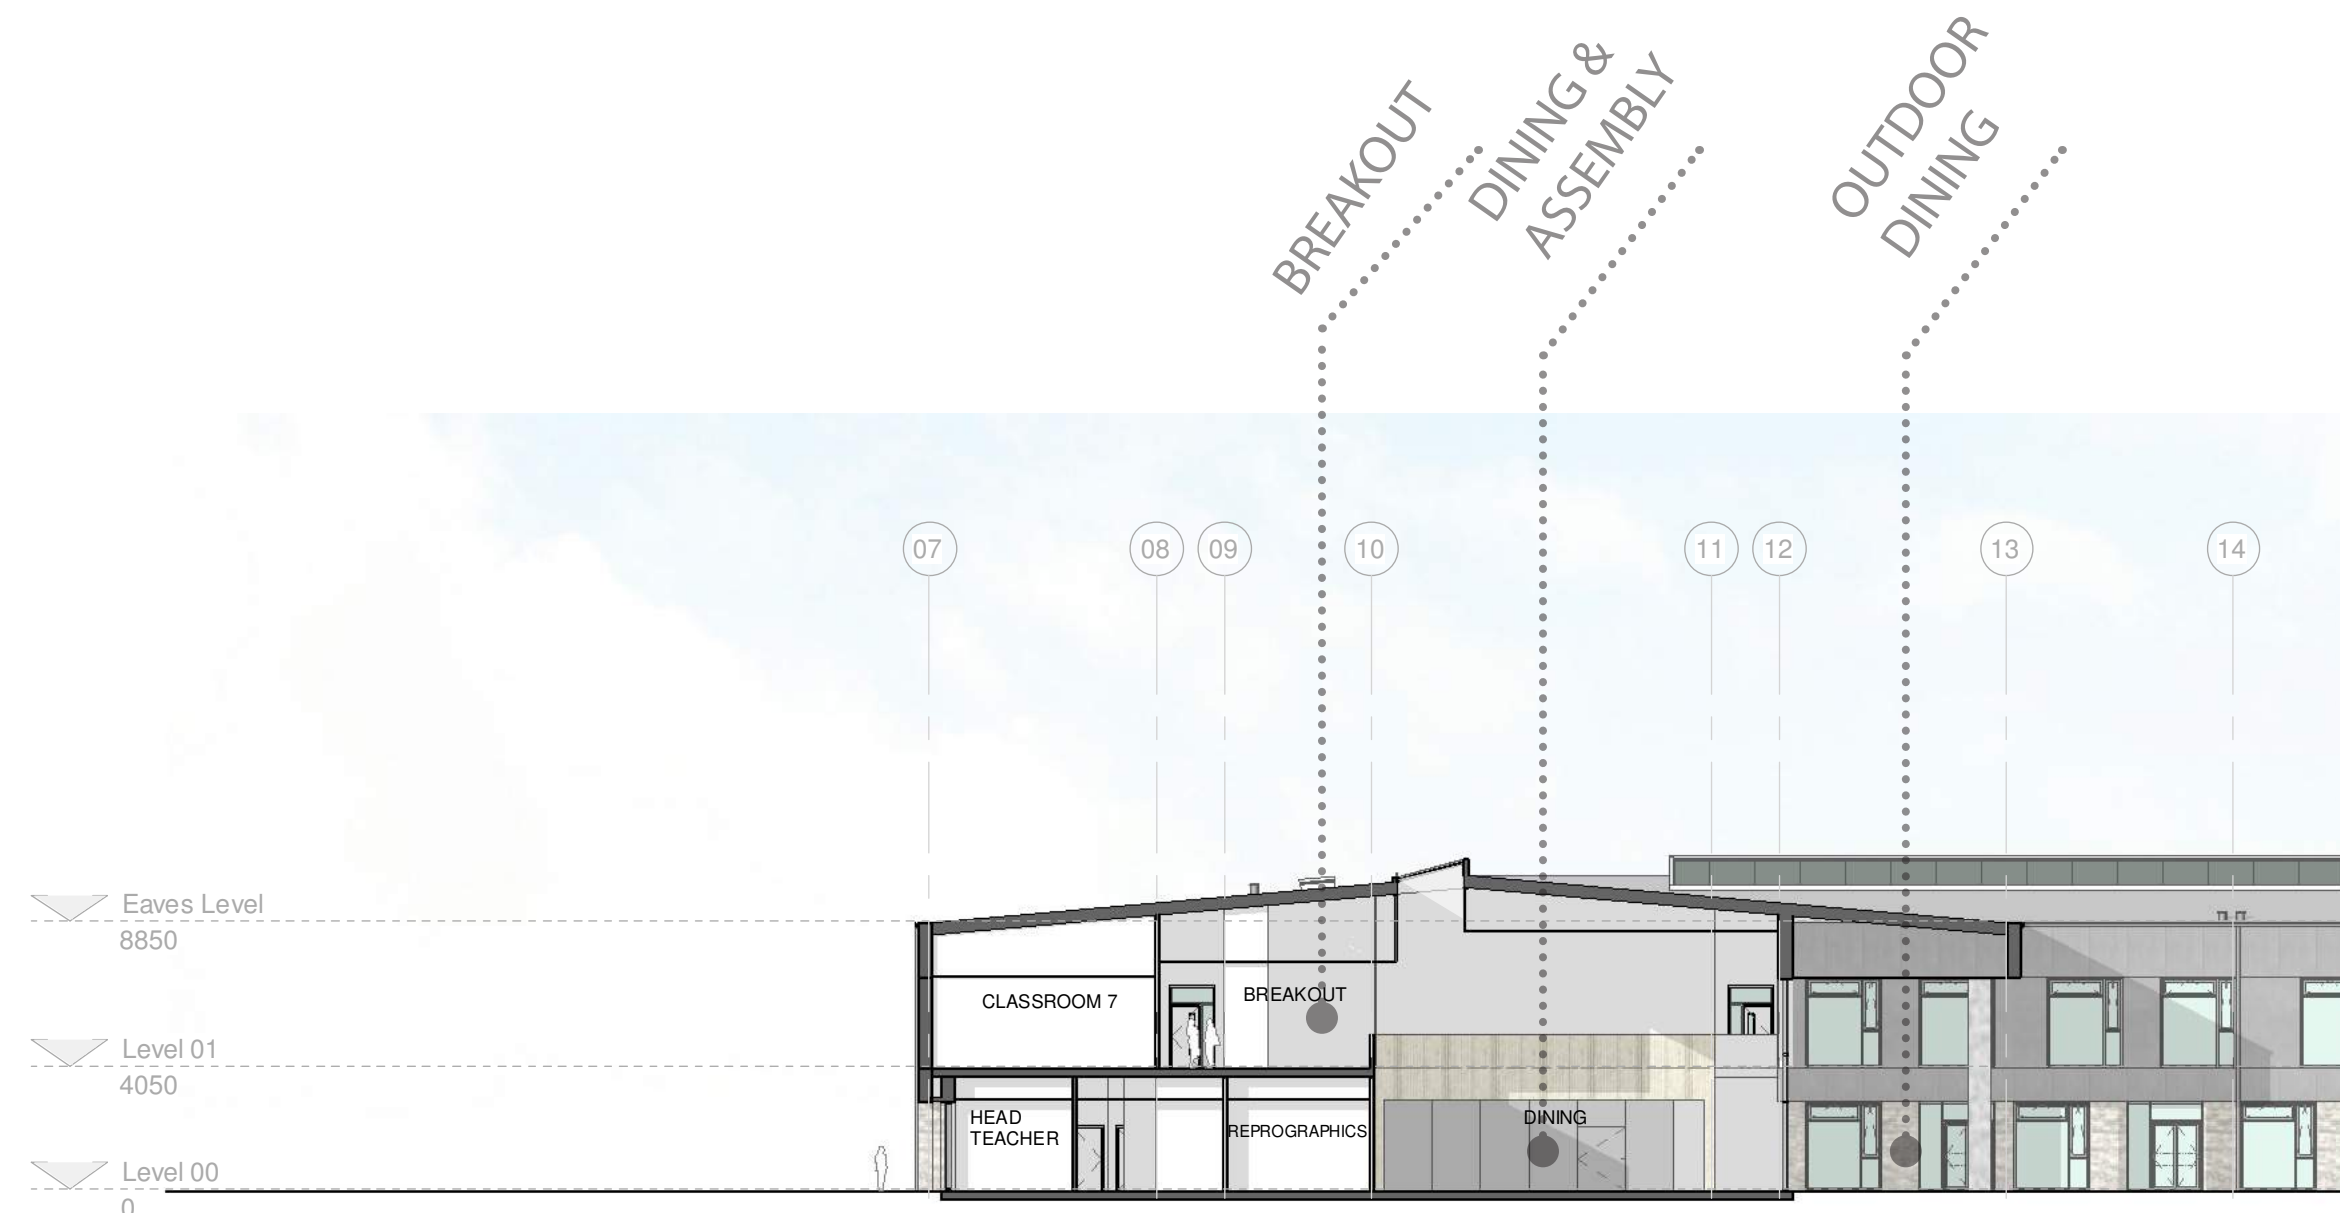 BREAKOUT
DINING &
ASSEMBLY
OUTDOOR
DINING
07
08
09
10
11
12
13
14
Eaves Level
8850
Level 01
4050
Level 00
0
CLASSROOM 7
BREAKOUT
HEAD
TEACHER
REPROGRAPHICS
DINING